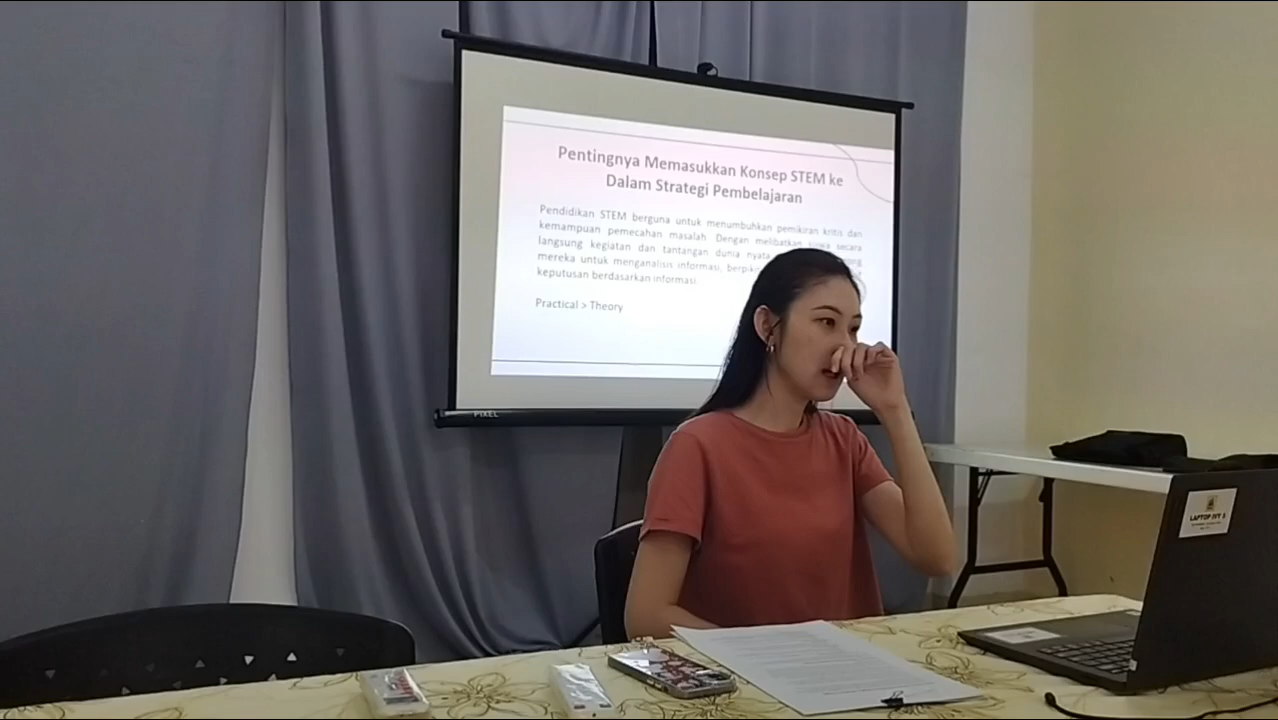 Pentingnya Memasukkan Konsep STEM ke
Dalam Strategi Pembelajaran
Pendidikan STEM berguna untuk menumbuhkan pemikiran kritis dan
kemampuan pemecahan masalah. Dengan melibatkan siswa secara
langsung kegiatan dan tantangan dunia nyata
mereka untuk menganalisis informasi,
keputusan berdasarkan informasi.
Practical > Theory
PIXEL
LAPTOP IVT 1